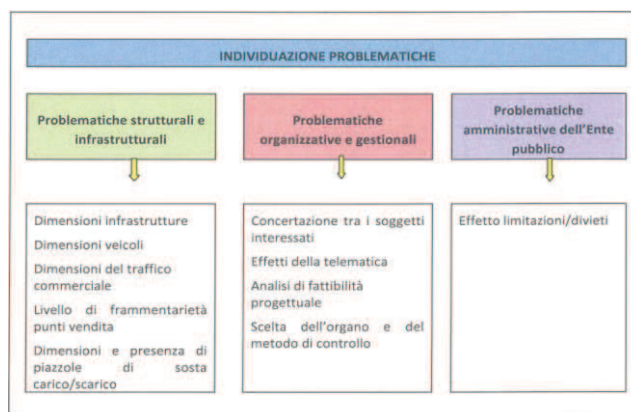 INDIVIDUAZIONE PROBLEMATICHE
Problematiche strutturali e
infrastrutturali
Problematiche
organizzative e gestionali
Problematiche
amministrative dell'Ente
pubblico
Dimensioni infrastrutture
Dimensioni veicoli
Dimensioni del traffico
commerciale
Livello di frammentarietà
punti vendita
Dimensioni e presenza di
piazzole di sosta
carico/scarico
Concertazione tra i soggetti
interessati
Effetti della telematica
Analisi di fattibilità
progettuale
Scelta dell'organo e del
metodo di controllo
Effetto limitazioni/divieti